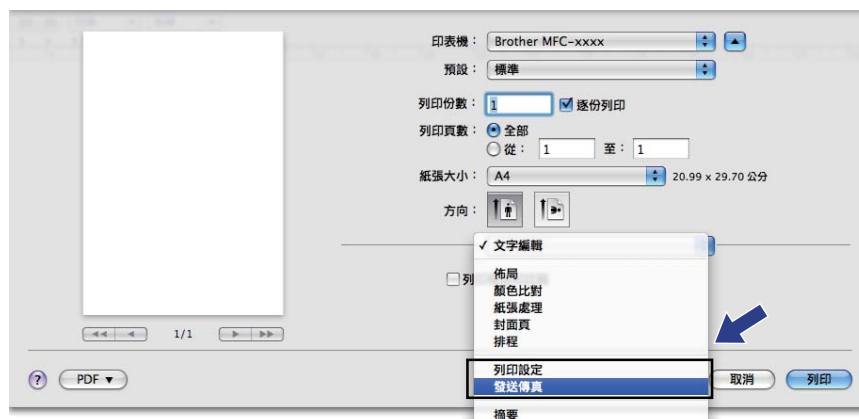 印表機： Brother MFC-xxxx
預設： 標準
列印份數： 1 逐份列印
列印頁數： 全部
從： 1 至： 1
紙張大小： A4 20.99 x 29.70 公分
方向：
✓ 文字編輯
列
佈局
顏色比對
紙張處理
封面頁
排程
列印設定
發送傳真
摘要
1/1
? PDF ▼ 取消 列印